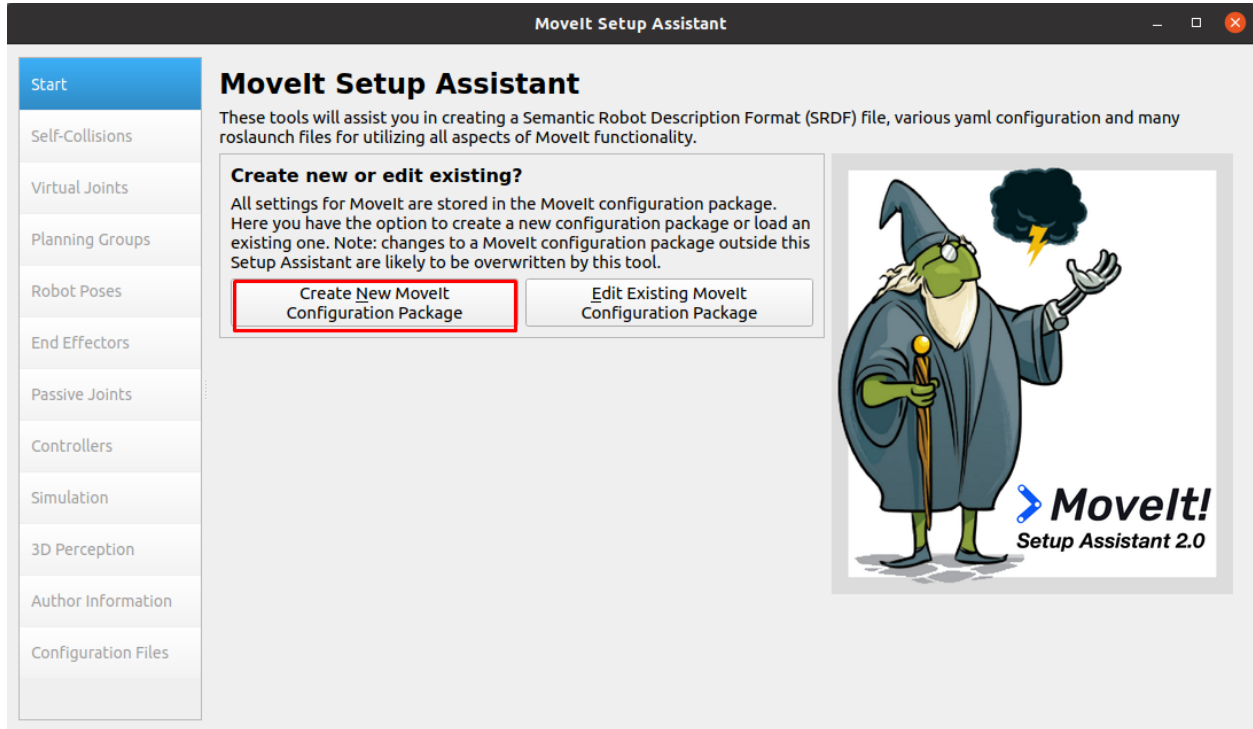 MoveIt Setup Assistant
Start
Self-Collisions
Virtual Joints
Planning Groups
Robot Poses
End Effectors
Passive Joints
Controllers
Simulation
3D Perception
Author Information
Configuration Files
MoveIt Setup Assistant
These tools will assist you in creating a Semantic Robot Description Format (SRDF) file, various yaml configuration and many
roslaunch files for utilizing all aspects of MoveIt functionality.
Create new or edit existing?
All settings for MoveIt are stored in the MoveIt configuration package.
Here you have the option to create a new configuration package or load an
existing one. Note: changes to a MoveIt configuration package outside this
Setup Assistant are likely to be overwritten by this tool.
Create New MoveIt
Configuration Package
Edit Existing MoveIt
Configuration Package
MoveIt!
Setup Assistant 2.0